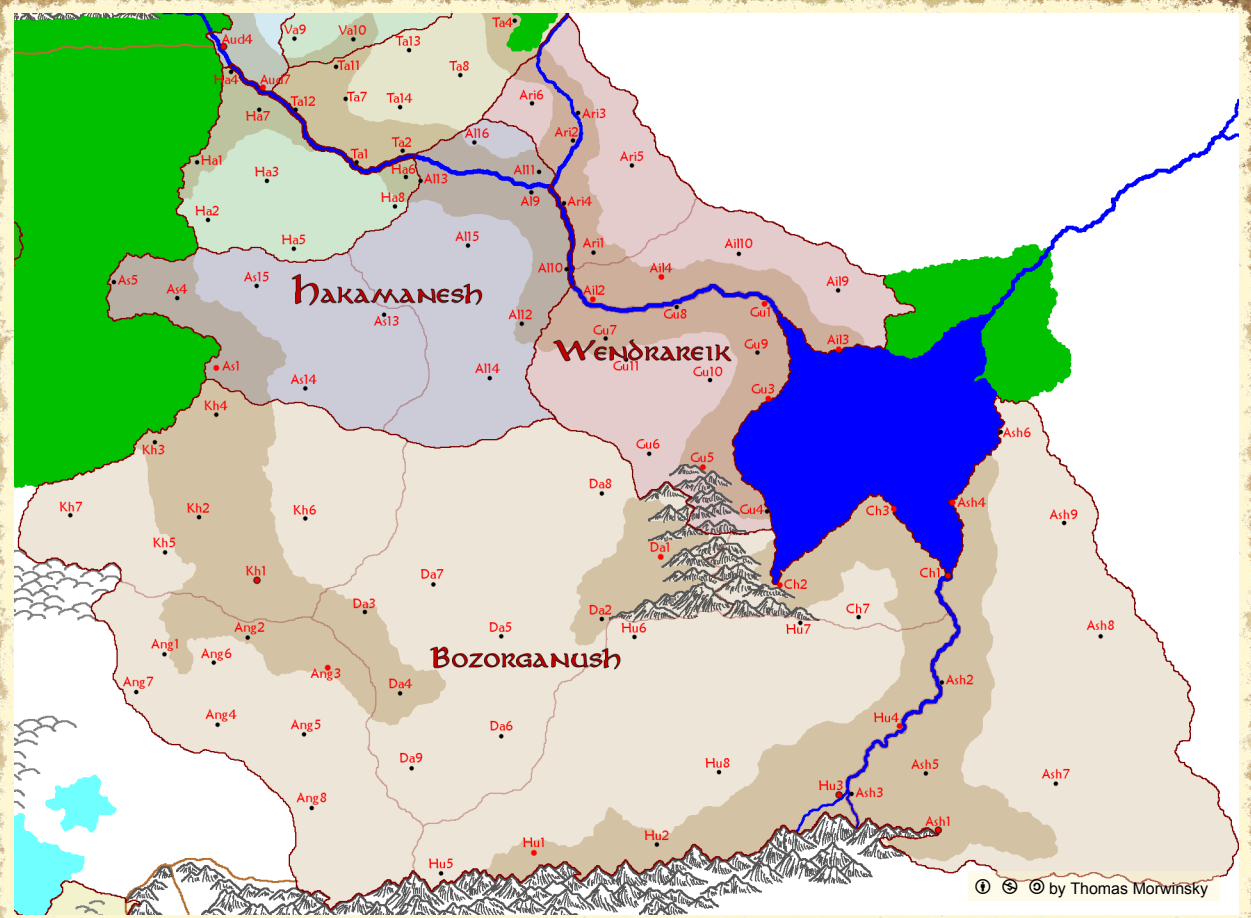 Ta4
Va9
Va10
Aud4
Ta13
Ta11
Ta8
Ha4
Aud7
Ari6
Ta7
Ta14
Ta12
Ha7
Ari3
Ari2
Al16
Ta2
Ta1
Ari5
Ha1
Ha3
Ha6
Al13
Al11
Ha8
Al9
Ari4
Ha2
Ha5
Al15
Ari1
Ail10
As5
As4
As15
Al10
Ail4
Ail9
Hakamanesh
Ail2
As13
Al12
Gu8
Gu1
Gu7
Gu9
Ail3
Wendrareik
As1
Gu11
Gu10
As14
Al14
Gu3
Kh4
Kh3
Gu6
Ash6
Gu5
Da8
Kh7
Kh2
Kh6
Gu4
Ch3
Ash4
Ash9
Kh5
Da1
Kh1
Da7
Ch2
Ch1
Da3
Da2
Ch7
Ang2
Da5
Hu6
Hu7
Ash8
Ang1
Ang6
Ang3
Bozorganush
Ang7
Da4
Ash2
Ang4
Ang5
Da6
Hu4
Da9
Hu8
Ash5
Ash7
Ang8
Hu3
Ash3
Ash1
Hu1
Hu2
Hu5
by Thomas Morwinsky